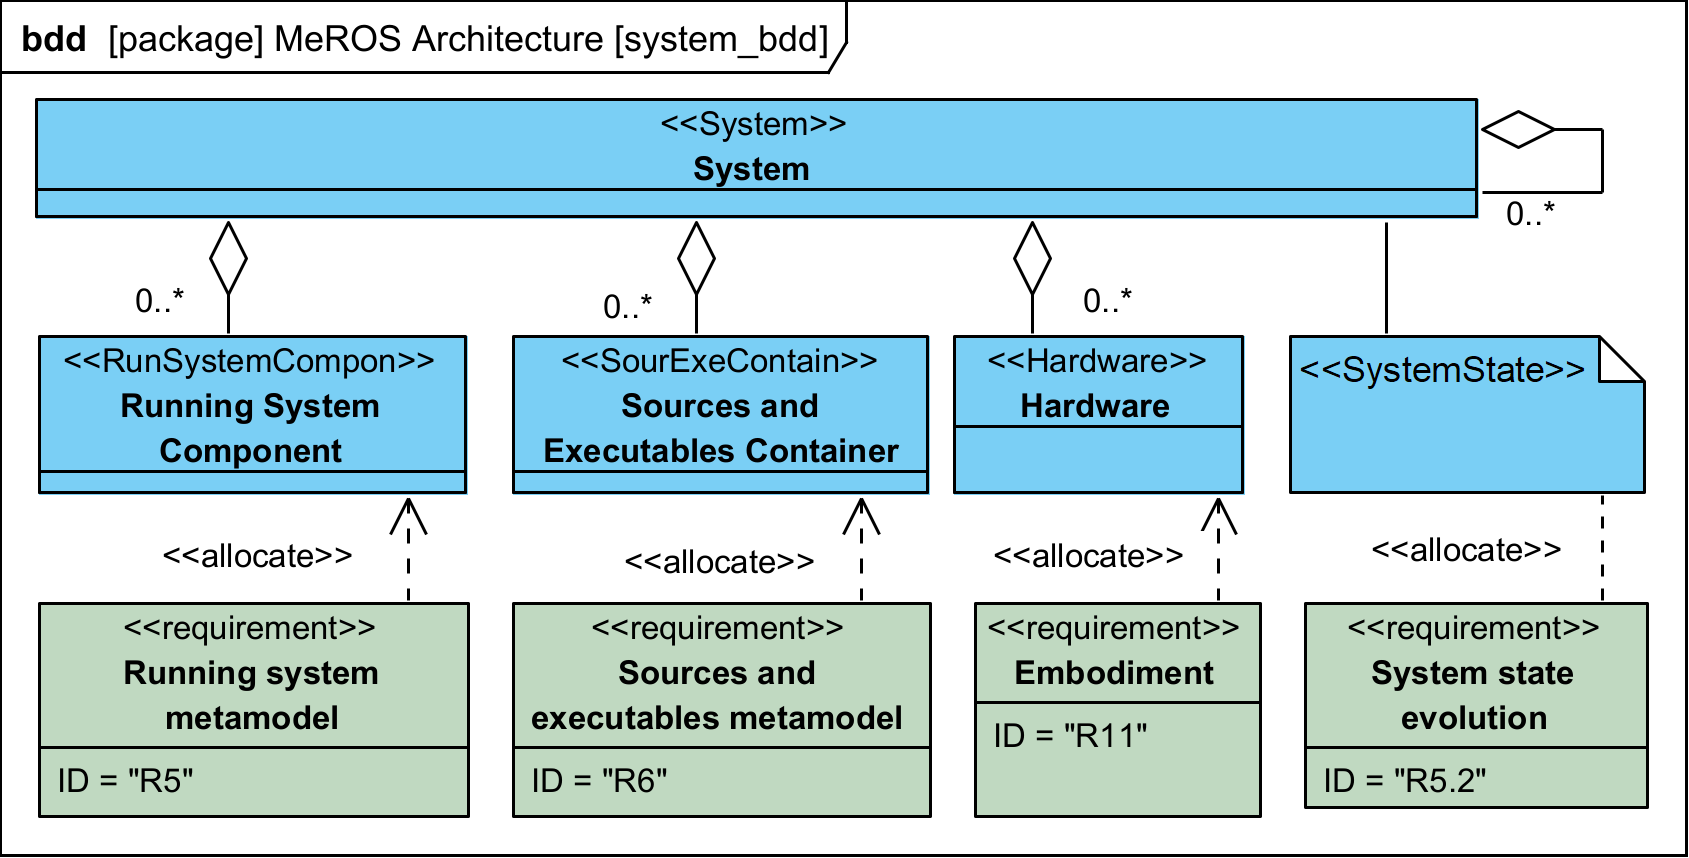 bdd [package] MeROS Architecture [system_bdd]
<<System>>
System
0..*
0..*
0..*
0..*
<<RunSystemCompon>>
Running System
Component
<<SourExeContain>>
Sources and
Executables Container
<<Hardware>>
Hardware
<<SystemState>>
<<allocate>>
<<allocate>>
<<allocate>>
<<allocate>>
<<requirement>>
Running system
metamodel
ID = "R5"
<<requirement>>
Sources and
executables metamodel
ID = "R6"
<<requirement>>
Embodiment
ID = "R11"
<<requirement>>
System state
evolution
ID = "R5.2"